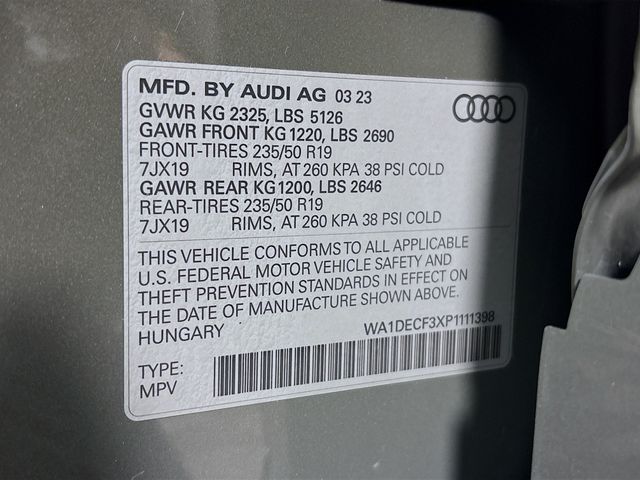 MFD. BY AUDI AG 03 23
GVWR KG 2325, LBS 5126
GAWR FRONT KG 1220, LBS 2690
FRONT-TIRES 235/50 R19
7JX19 RIMS, AT 260 KPA 38 PSI COLD
GAWR REAR KG 1200, LBS 2646
REAR-TIRES 235/50 R19
7JX19 RIMS, AT 260 KPA 38 PSI COLD
THIS VEHICLE CONFORMS TO ALL APPLICABLE
U.S. FEDERAL MOTOR VEHICLE SAFETY AND
THEFT PREVENTION STANDARDS IN EFFECT ON
THE DATE OF MANUFACTURE SHOWN ABOVE.
HUNGARY WA1DECF3XP1111398
TYPE:
MPV